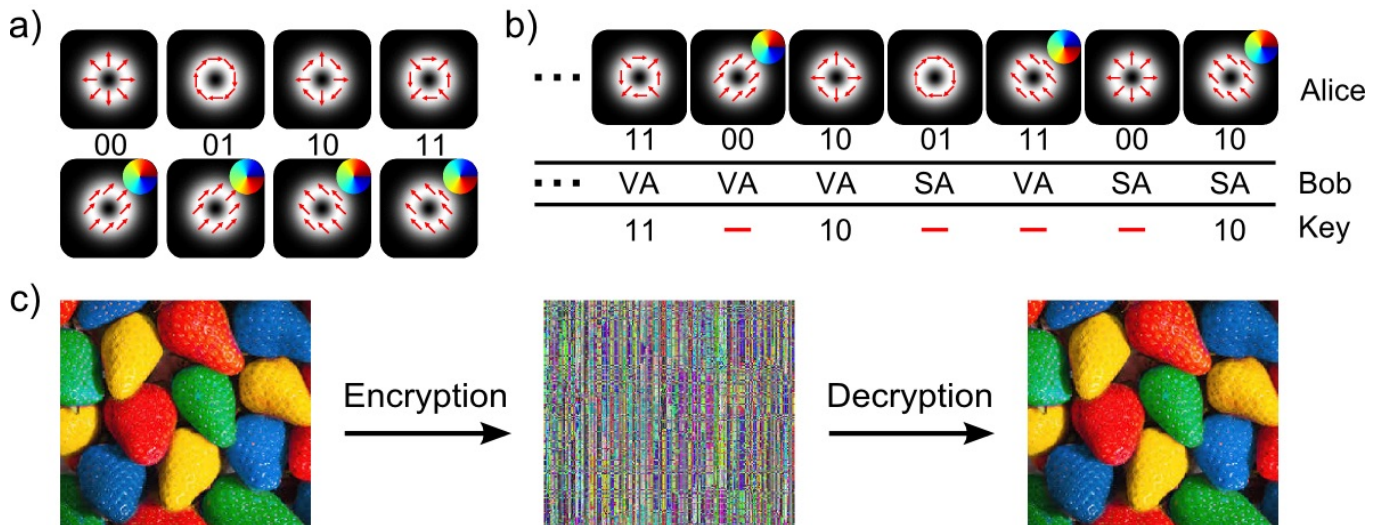 a)
00 01 10 11
b)
... Alice
11 00 10 01 11 00 10
... VA VA VA SA VA SA SA Bob
11 — 10 — — — 10 Key
c)
Encryption
Decryption